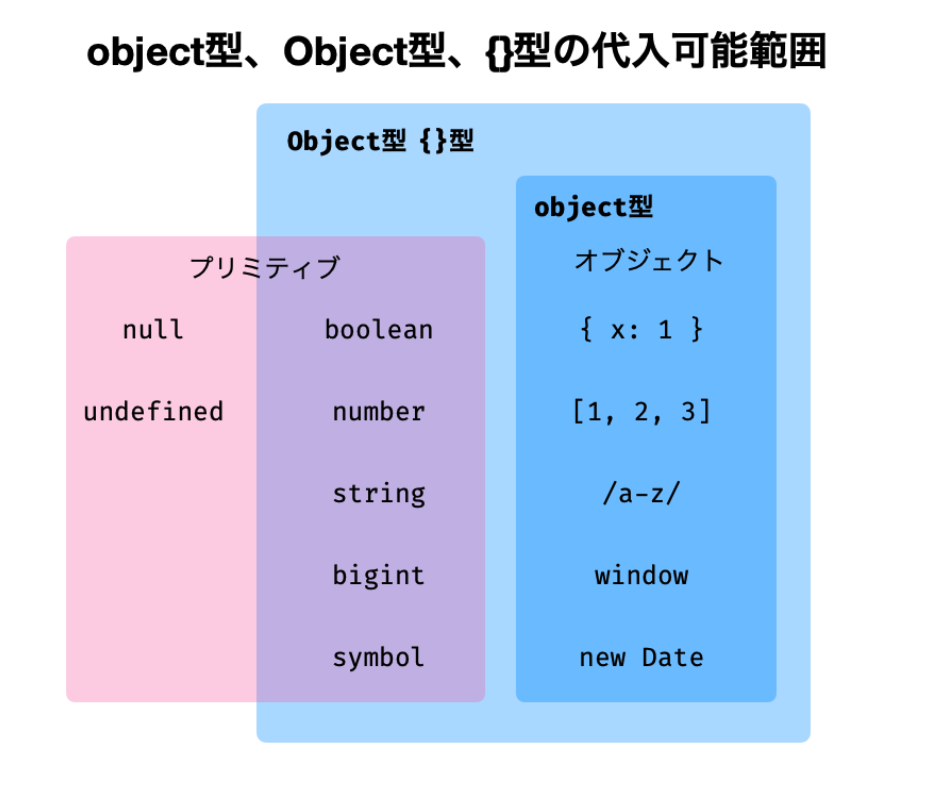 object型、Object型、{}型の代入可能範囲
Object型 {}型
object型
プリミティブ
オブジェクト
null
boolean
{ x: 1 }
undefined
number
[1, 2, 3]
string
/a-z/
bigint
window
symbol
new Date